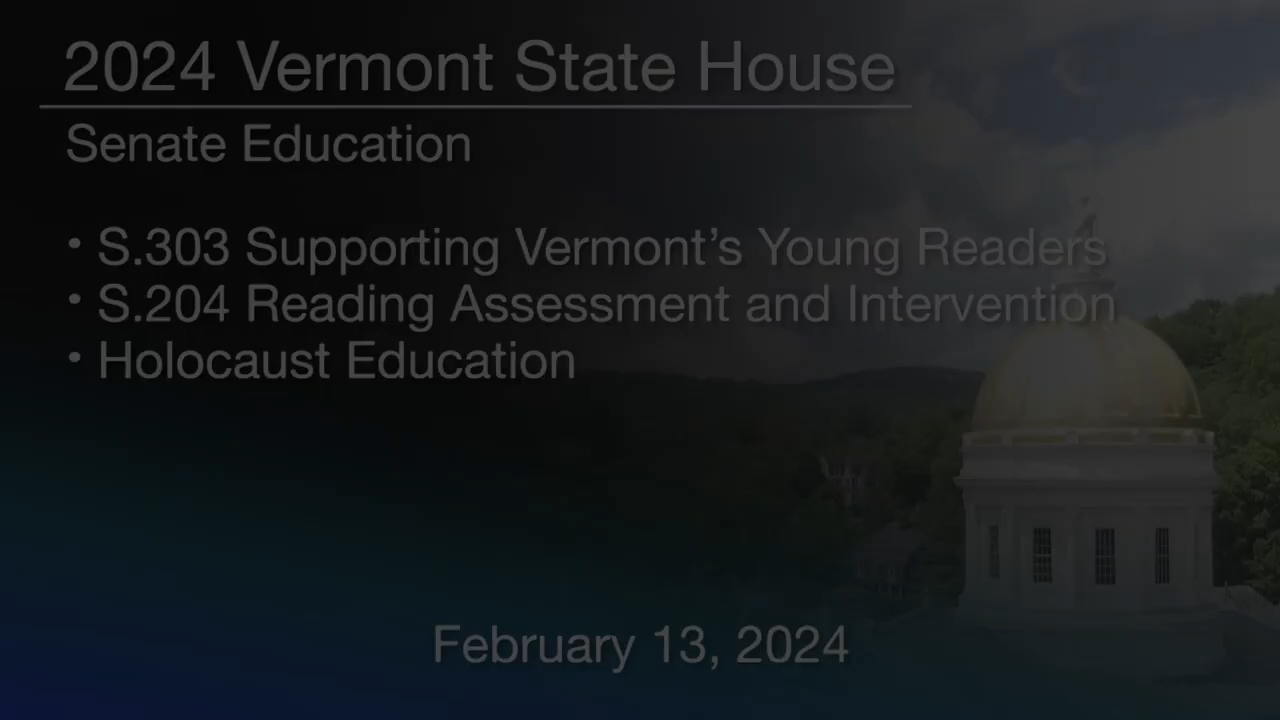 2024 Vermont State House
Senate Education
• S.303 Supporting Vermont’s Young Readers
• S.204 Reading Assessment and Intervention
• Holocaust Education
February 13, 2024